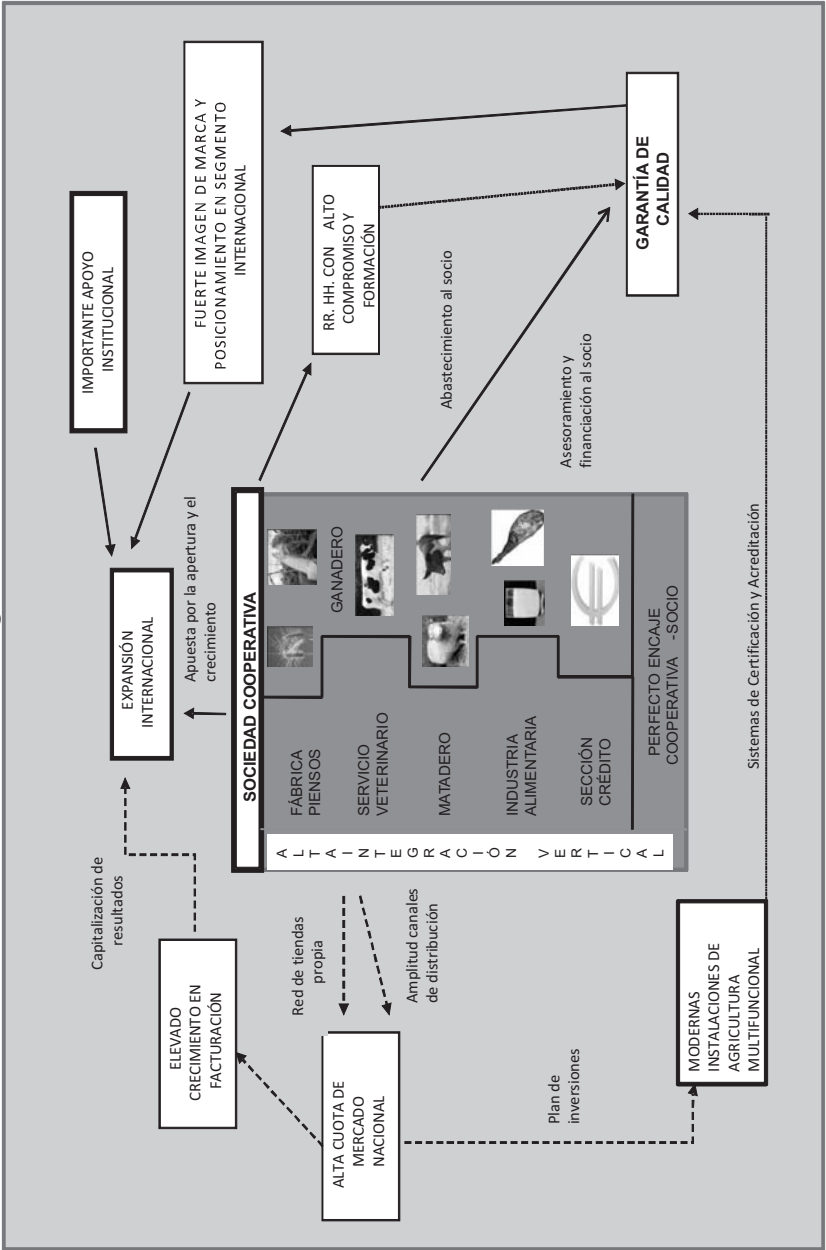 IMPORTANTE APOYO
INSTITUCIONAL
FUERTE IMAGEN DE MARCA Y
POSICIONAMIENTO EN SEGMENTO
INTERNACIONAL
EXPANSIÓN
INTERNACIONAL
Capitalización de
resultados
ELEVADO
CRECIMIENTO EN
FACTURACIÓN
Apuesta por la apertura y el
crecimiento
RR. HH. CON ALTO
COMPROMISO Y
FORMACIÓN
SOCIEDAD COOPERATIVA
ALTA INTEGRACIÓN VERTICAL
FÁBRICA
PIENSOS
SERVICIO
VETERINARIO
MATADERO
INDUSTRIA
ALIMENTARIA
SECCIÓN
CRÉDITO
GANADERO
PERFECTO ENCAJE
COOPERATIVA -SOCIO
Red de tiendas
propia
Amplitud canales
de distribución
ALTA CUOTA DE
MERCADO
NACIONAL
Abastecimiento al socio
Asesoramiento y
financiación al socio
GARANTÍA DE
CALIDAD
Plan de
inversiones
MODERNAS
INSTALACIONES DE
AGRICULTURA
MULTIFUNCIONAL
Sistemas de Certificación y Acreditación